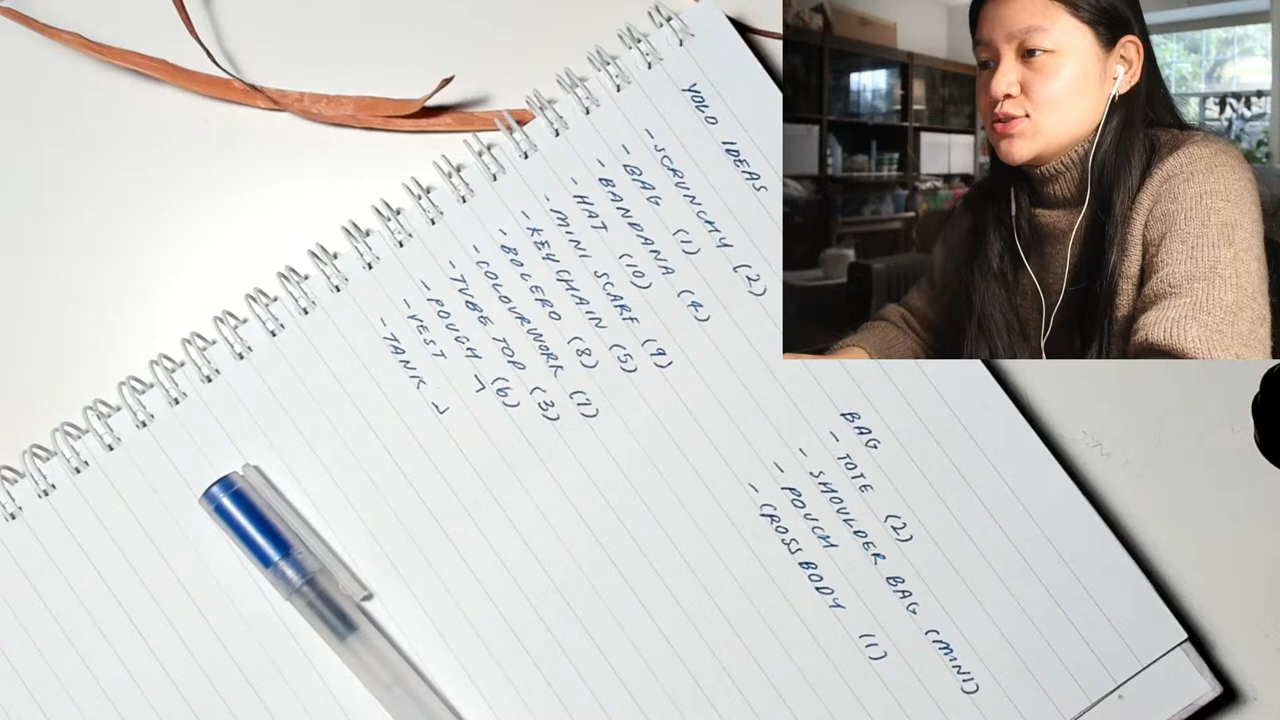 YOLO IDEAS
- SCRUNCHY (2)
- BAG (1)
- BANDANA (4)
- HAT (10)
- MINI SCARF (9)
- KEYCHAIN (5)
- BOLERO (8)
- COLOURWORK (7)
- TUBE TOP (3)
- POUCH (6)
- VEST
- TANK
BAG
- TOTE (2)
- SHOULDER BAG (MINI)
- POUCH
- CROSSBODY (1)